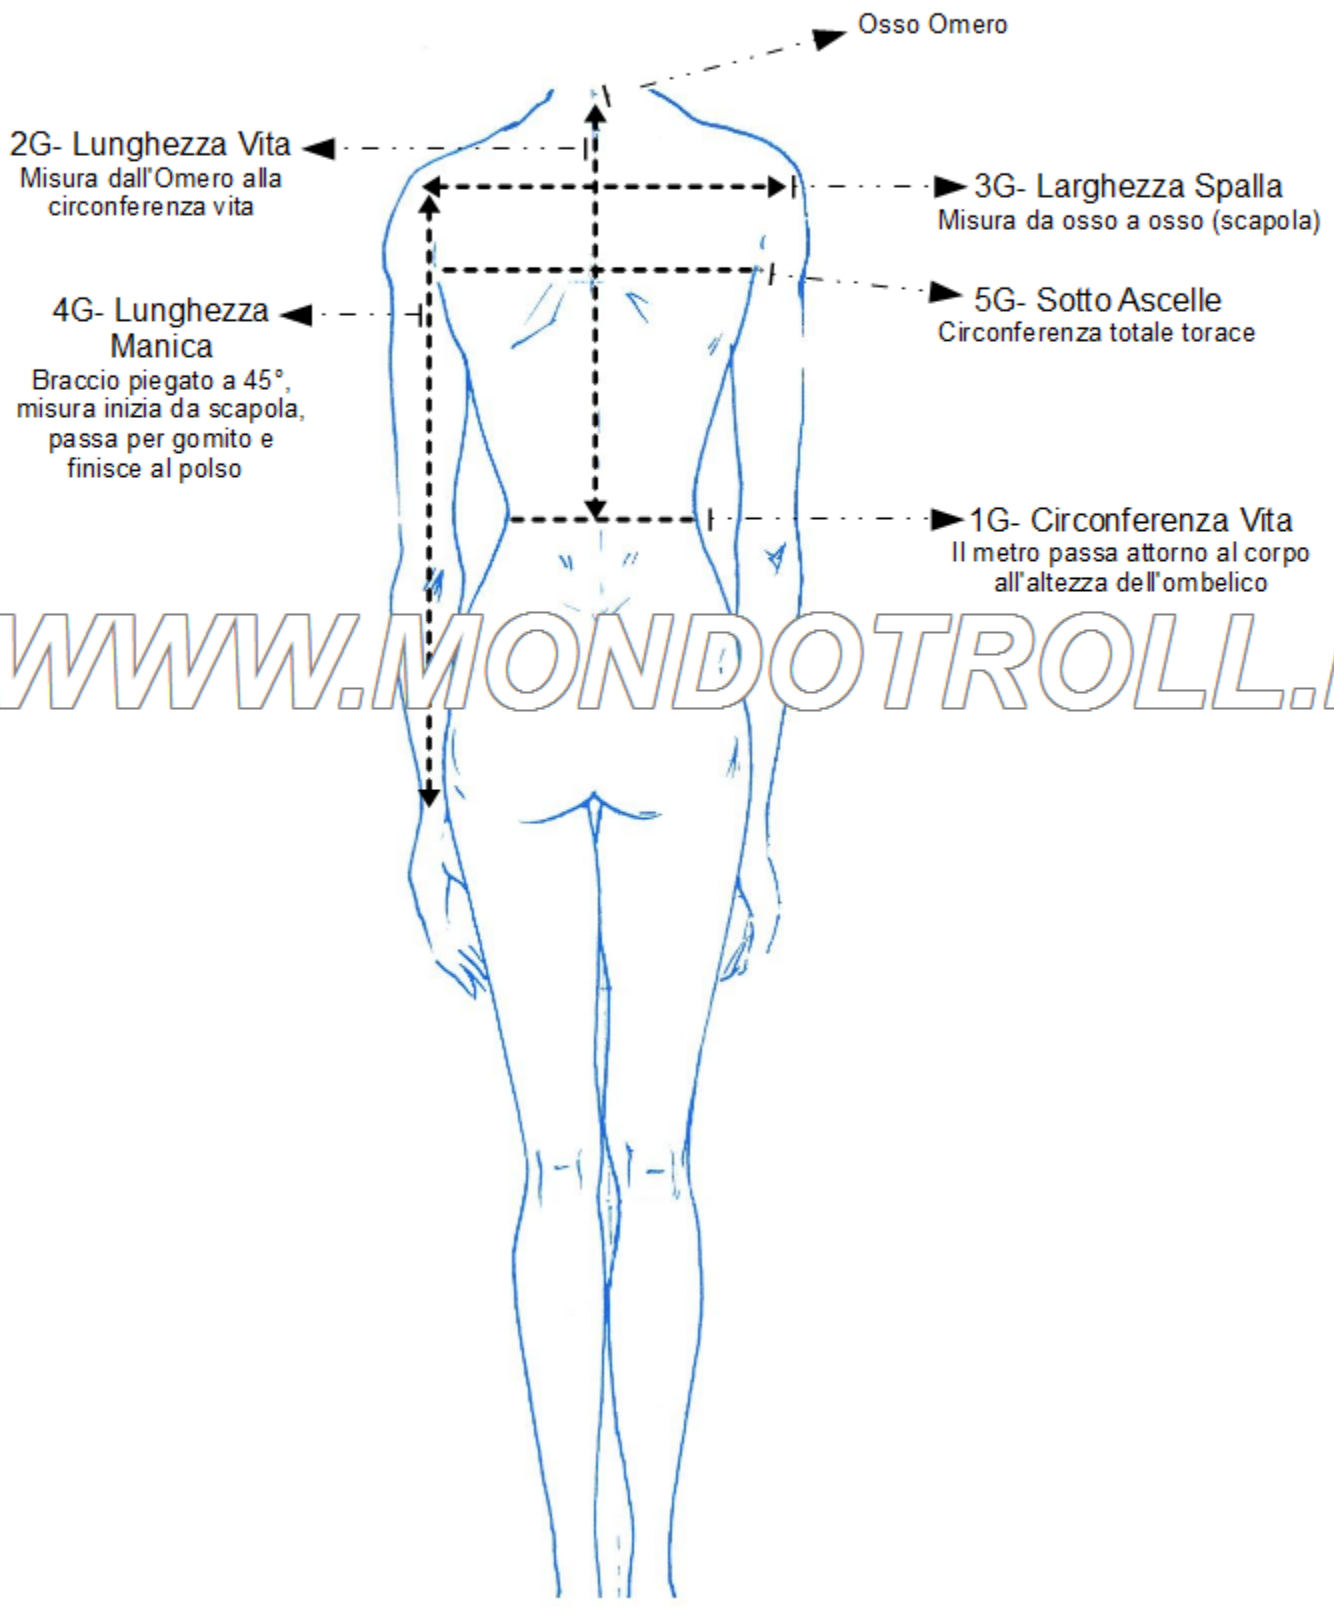 Osso Omero
2G- Lunghezza Vita
Misura dall'Omero alla
circonferenza vita
3G- Larghezza Spalla
Misura da osso a osso (scapola)
5G- Sotto Ascelle
Circonferenza totale torace
4G- Lunghezza
Manica
Braccio piegato a 45°,
misura inizia da scapola,
passa per gomito e
finisce al polso
1G- Circonferenza Vita
Il metro passa attorno al corpo
all'altezza dell'ombelico
WWW.MONDOTROLL.